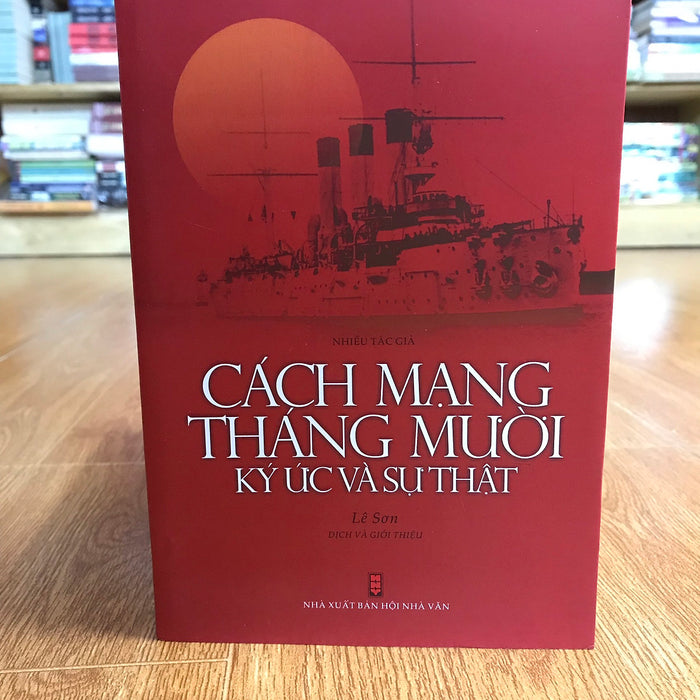 NHIỀU TÁC GIẢ
CÁCH MẠNG
THÁNG MƯỜI
KÝ ỨC VÀ SỰ THẬT
Lê Sơn
DỊCH VÀ GIỚI THIỆU
HNV
NHÀ XUẤT BẢN HỘI NHÀ VĂN